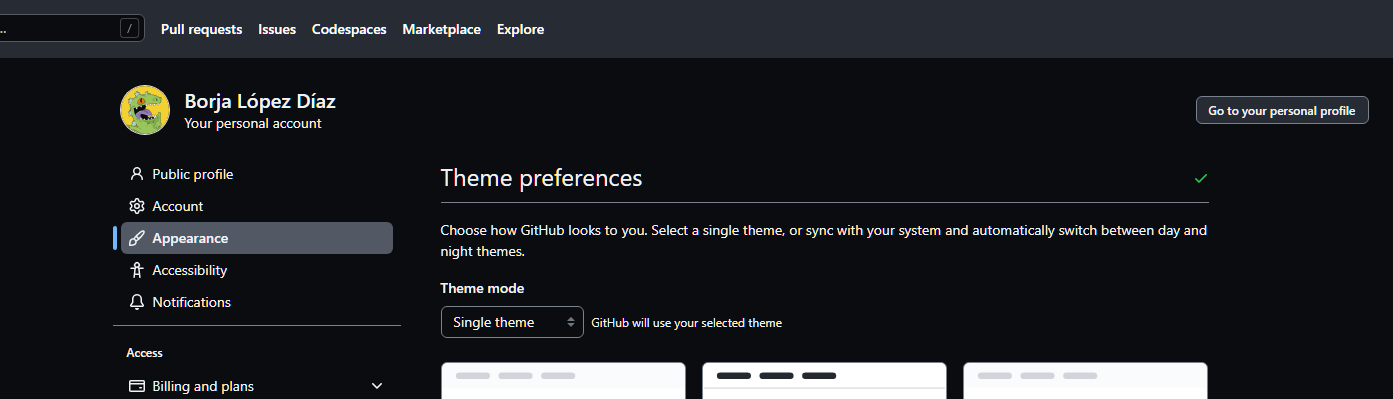 ... /
Pull requests Issues Codespaces Marketplace Explore
Borja López Díaz
Your personal account
Go to your personal profile
Public profile
Account
Appearance
Accessibility
Notifications
Access
Billing and plans
Theme preferences
Choose how GitHub looks to you. Select a single theme, or sync with your system and automatically switch between day and
night themes.
Theme mode
Single theme GitHub will use your selected theme